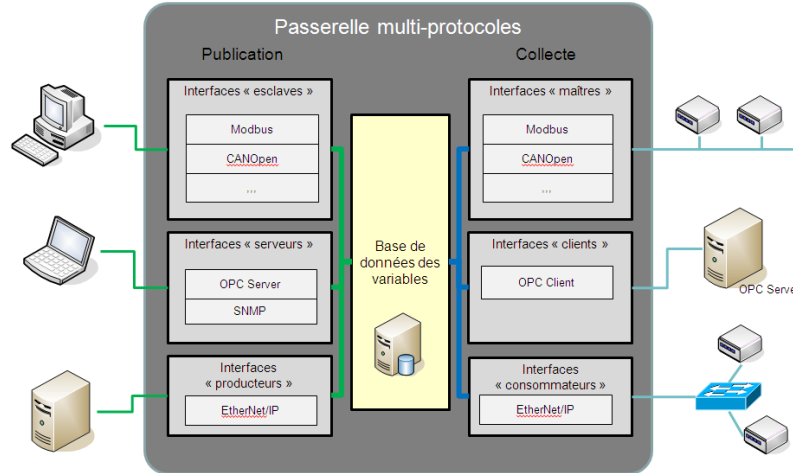 Passerelle multi-protocoles
Publication
Collecte
Interfaces « esclaves »
Modbus
CANOpen
,,,
Interfaces « serveurs »
OPC Server
SNMP
Interfaces
« producteurs »
EtherNet/IP
Base de
données des
variables
Interfaces « maîtres »
Modbus
CANOpen
,,,
Interfaces « clients »
OPC Client
Interfaces
« consommateurs »
EtherNet/IP
OPC Serve